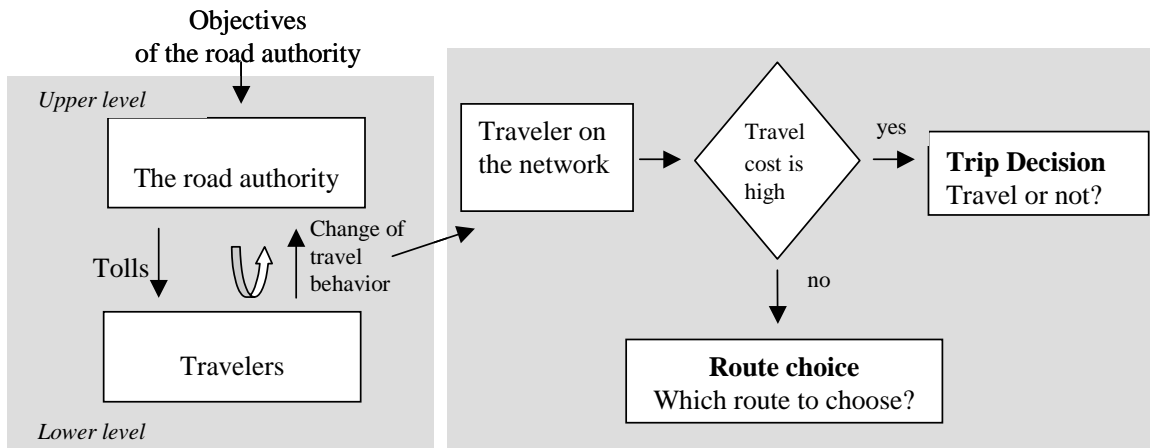 Objectives
of the road authority
Upper level
The road authority
Tolls
Change of
travel
behavior
Travelers
Lower level
Traveler on
the network
Travel
cost is
high
yes
Trip Decision
Travel or not?
no
Route choice
Which route to choose?